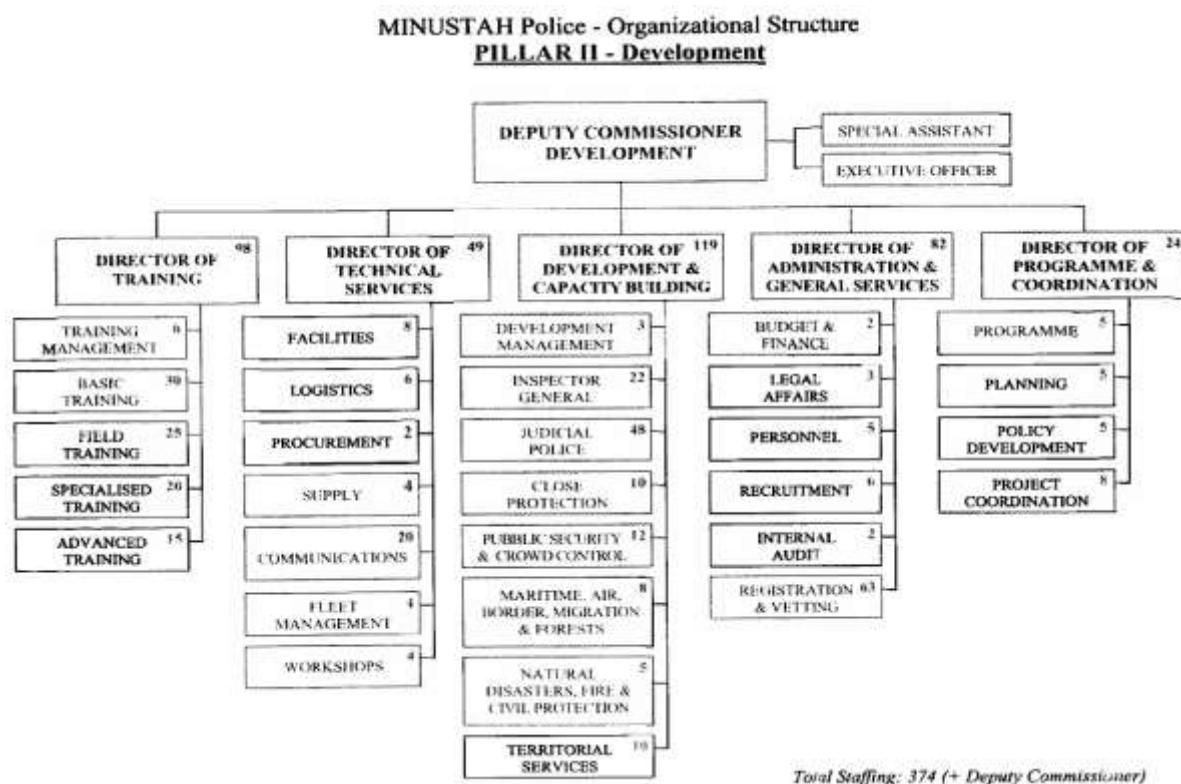 MINUSTAH Police - Organizational Structure
PILLAR II - Development
DEPUTY COMMISSIONER
DEVELOPMENT
SPECIAL ASSISTANT
EXECUTIVE OFFICER
98
DIRECTOR OF
TRAINING
TRAINING 6
MANAGEMENT
BASIC 30
TRAINING
FIELD
TRAINING
SPECIALISED 20
TRAINING
ADVANCED 15
TRAINING
49
DIRECTOR OF
TECHNICAL
SERVICES
FACILITIES 8
LOGISTICS 6
PROCUREMENT 2
SUPPLY 4
20
COMMUNICATIONS
FLEET 4
MANAGEMENT
WORKSHOPS 4
119
DIRECTOR OF
DEVELOPMENT &
CAPACITY BUILDING
DEVELOPMENT 3
MANAGEMENT
INSPECTOR 22
GENERAL
JUDICIAL 48
POLICE
CLOSE 10
PROTECTION
PUBBLIC SECURITY 12
& CROWD CONTROL
8
MARITIME, AIR,
BORDER, MIGRATION
& FORESTS
5
NATURAL
DISASTERS, FIRE &
CIVIL PROTECTION
10
TERRITORIAL
SERVICES
82
DIRECTOR OF
ADMINISTRATION &
GENERAL SERVICES
BUDGET & 2
FINANCE
LEGAL 3
AFFAIRS
PERSONNEL 5
RECRUITMENT 6
INTERNAL 2
AUDIT
REGISTRATION 63
& VETTING
24
DIRECTOR OF
PROGRAMME &
COORDINATION
PROGRAMME 5
PLANNING 5
POLICY 5
DEVELOPMENT
PROJECT 8
COORDINATION
Total Staffing: 374 (+ Deputy Commissioner)